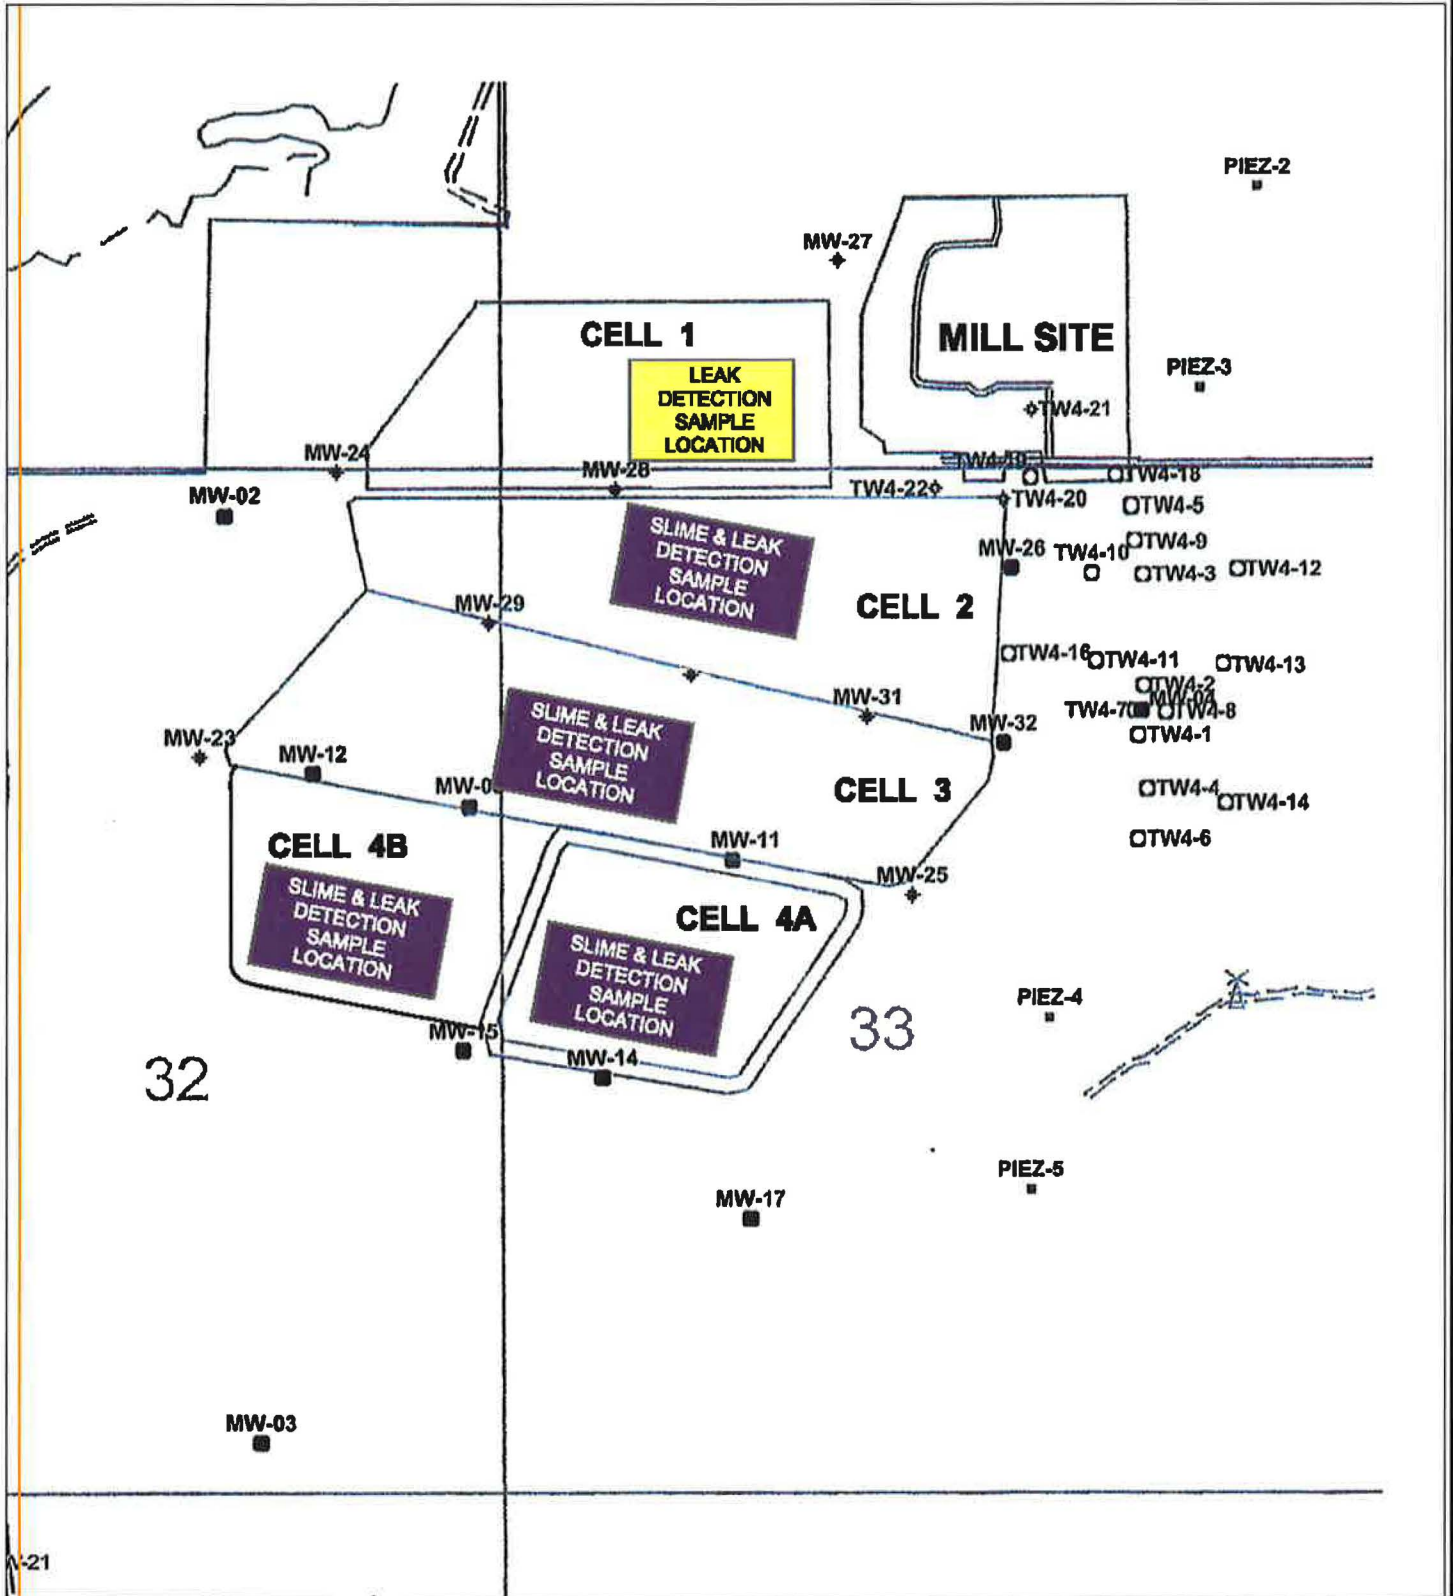 PIEZ-2
MW-27
CELL 1
MILL SITE
PIEZ-3
LEAK
DETECTION
SAMPLE
LOCATION
TW4-21
MW-24
MW-28
TW4-19
TW4-18
MW-02
TW4-22
TW4-20
TW4-5
SLIME & LEAK
DETECTION
SAMPLE
LOCATION
TW4-9
MW-26
TW4-10
TW4-3
TW4-12
MW-29
CELL 2
TW4-16
TW4-11
TW4-13
TW4-2
MW-04
MW-31
TW4-7
TW4-8
MW-32
TW4-1
SLIME & LEAK
DETECTION
SAMPLE
LOCATION
MW-23
MW-12
CELL 3
TW4-4
TW4-14
TW4-6
MW-11
CELL 4B
MW-25
SLIME & LEAK
DETECTION
SAMPLE
LOCATION
CELL 4A
SLIME & LEAK
DETECTION
SAMPLE
LOCATION
PIEZ-4
33
MW-15
MW-14
32
PIEZ-5
MW-17
MW-03